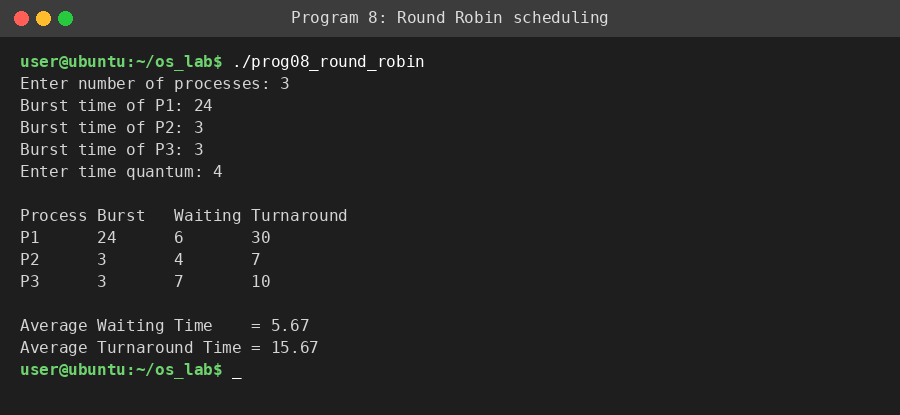 Program 8: Round Robin scheduling
user@ubuntu:~/os_lab$ ./prog08_round_robin
Enter number of processes: 3
Burst time of P1: 24
Burst time of P2: 3
Burst time of P3: 3
Enter time quantum: 4
Process Burst   Waiting Turnaround
P1      24      6       30
P2      3       4       7
P3      3       7       10
Average Waiting Time    = 5.67
Average Turnaround Time = 15.67
user@ubuntu:~/os_lab$ _